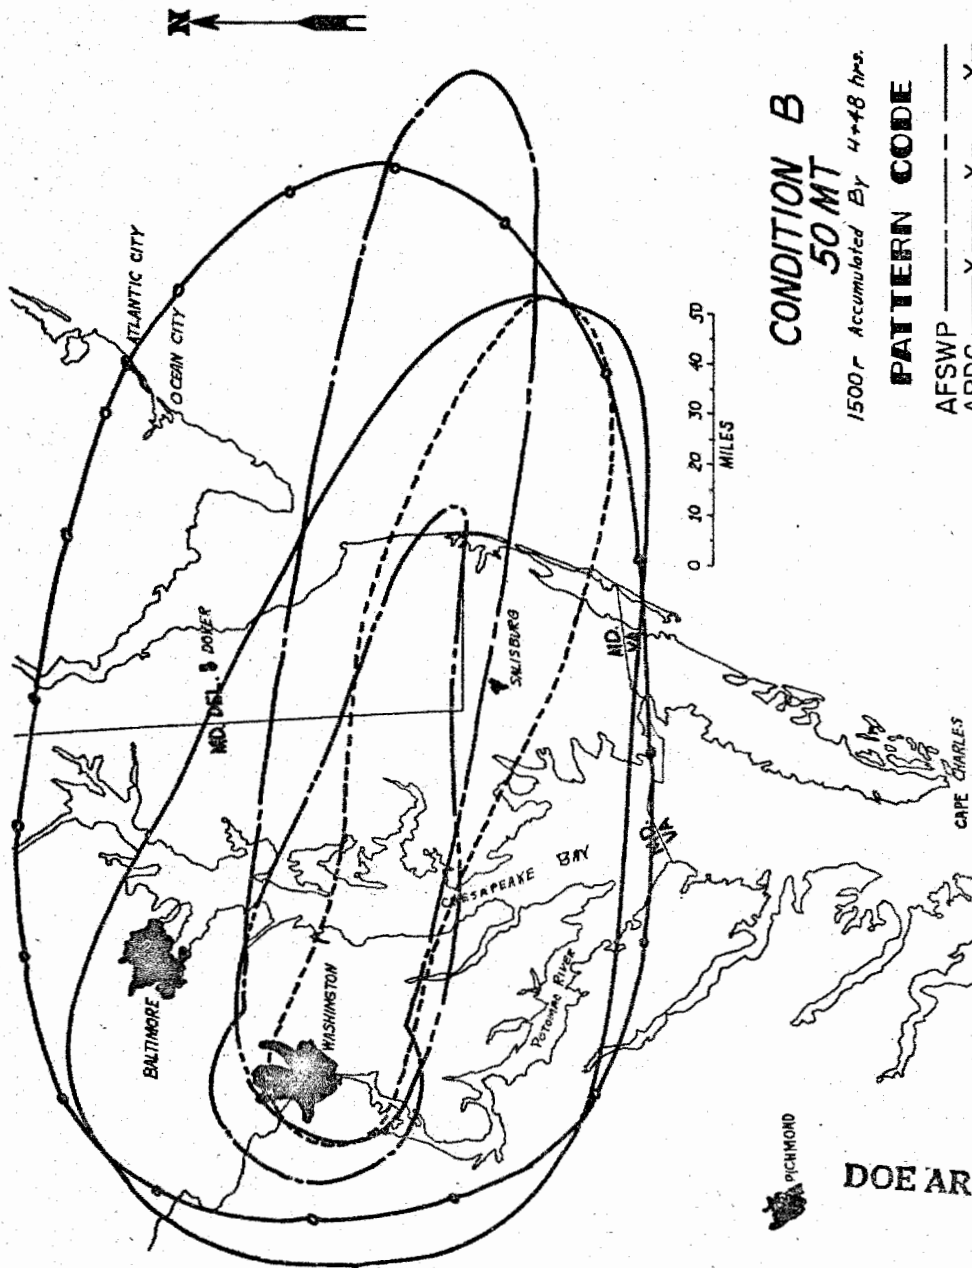 N
ATLANTIC CITY
OCEAN CITY
BALTIMORE
MD. DEL.
DOVER
WASHINGTON
CHESAPEAKE BAY
SALISBURG
POTOMAC RIVER
MD.
VA
MD.
VA
CAPE CHARLES
RICHMOND
0 10 20 30 40 50
MILES
CONDITION B
50 MT
1500r Accumulated By H+48 hrs.
PATTERN CODE
AFSWP
DOE AR